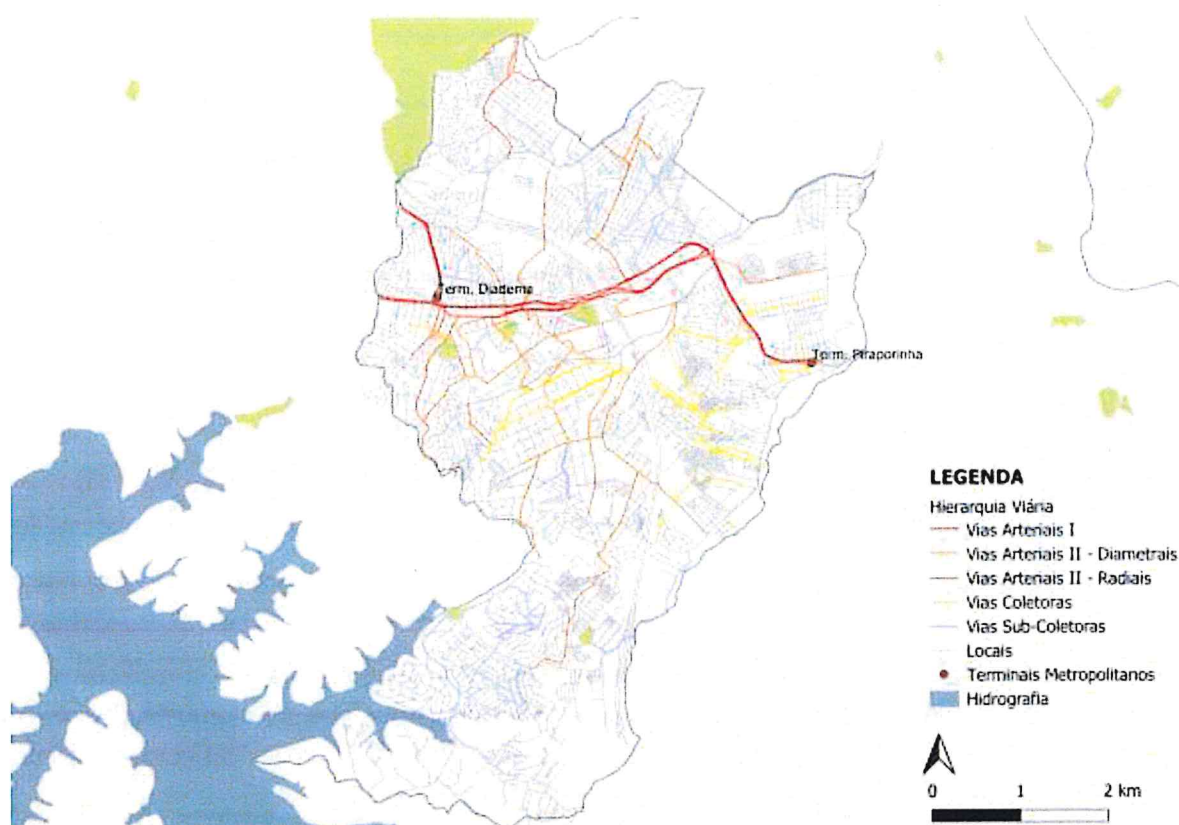 Term. Diadema
Term. Piraporinha
LEGENDA
Hierarquia Viária
Vias Arteriais I
Vias Arteriais II - Diametrais
Vias Arteriais II - Radiais
Vias Coletoras
Vias Sub-Coletoras
Locais
Terminais Metropolitanos
Hidrografia
0 1 2 km